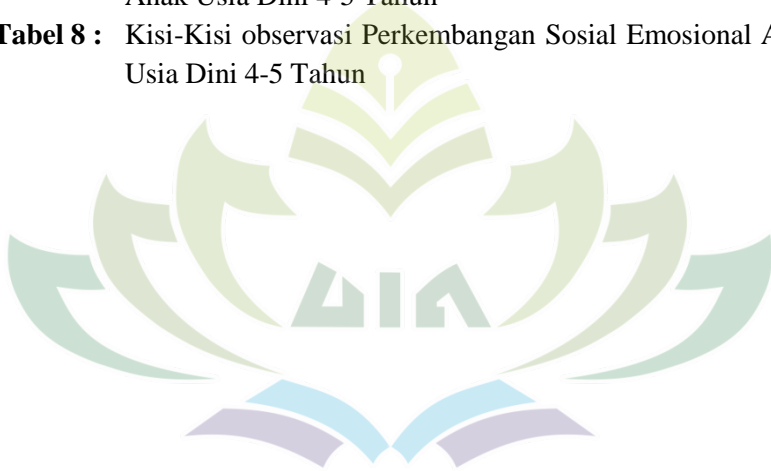 Anak Usia Dini 4-5 Tahun
Tabel 8 : Kisi-Kisi observasi Perkembangan Sosial Emosional
Usia Dini 4-5 Tahun
UIN